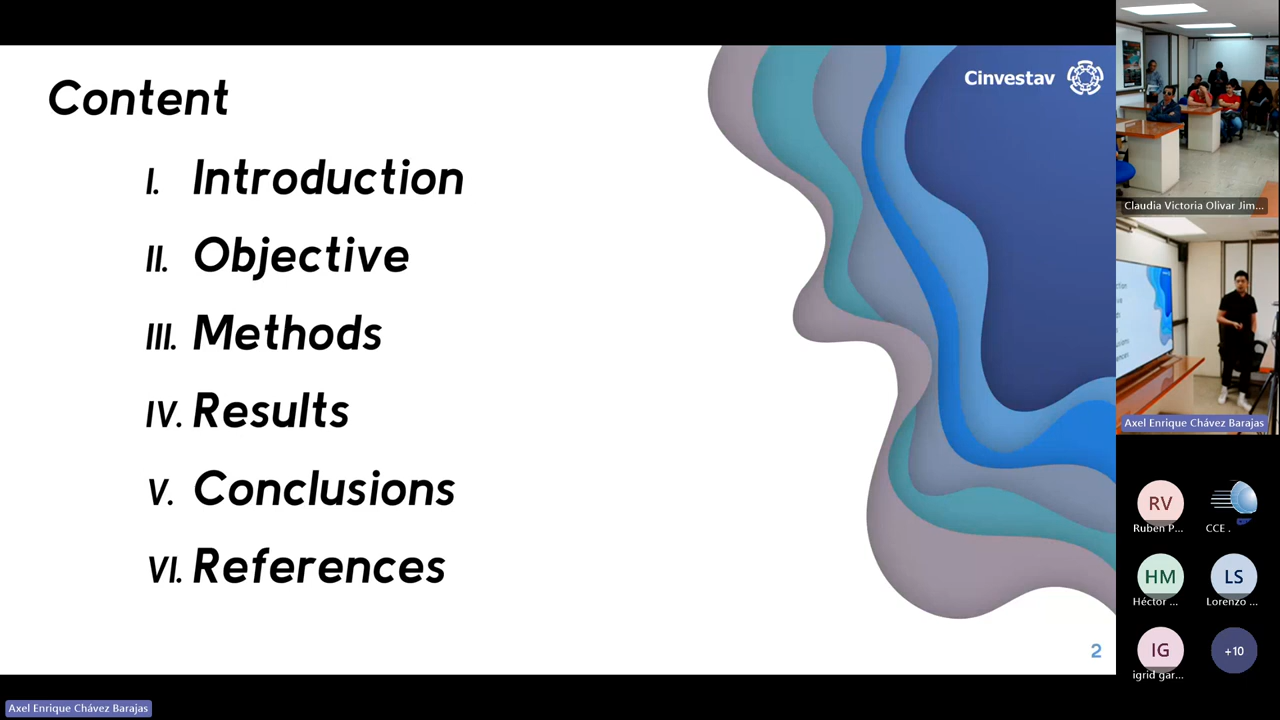 Content
I. Introduction
II. Objective
III. Methods
IV. Results
V. Conclusions
VI. References
Cinvestav
2
Claudia Victoria Olivar Jim...
Axel Enrique Chávez Barajas
RV
Ruben P...
CCE .
HM
Héctor ...
LS
Lorenzo ...
IG
igrid gar...
+10
Axel Enrique Chávez Barajas